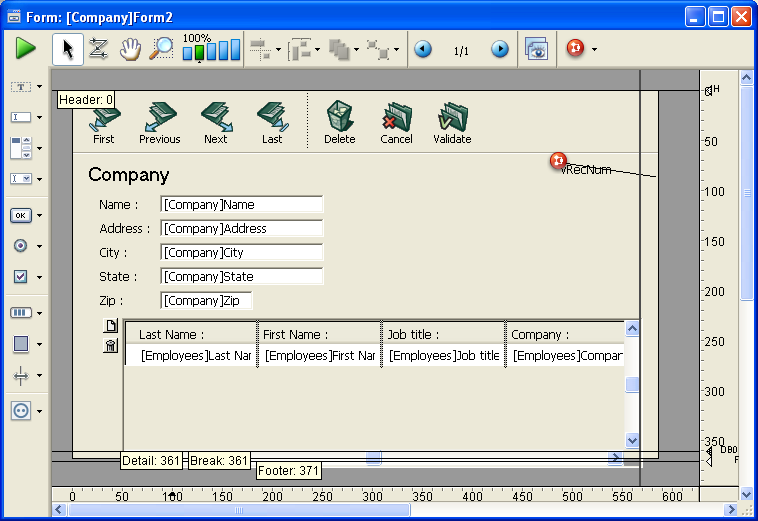 Form: [Company]Form2
100%
1/1
Header: 0
First Previous Next Last Delete Cancel Validate
Company
vRecNum
Name : [Company]Name
Address : [Company]Address
City : [Company]City
State : [Company]State
Zip : [Company]Zip
Last Name : First Name : Job title : Company :
[Employees]Last Nar [Employees]First Nar [Employees]Job title [Employees]Compan
Detail: 361 Break: 361
Footer: 371
H
50
100
150
200
250
300
350
DB0
F
0 50 100 150 200 250 300 350 400 450 500 550 600
T
OK